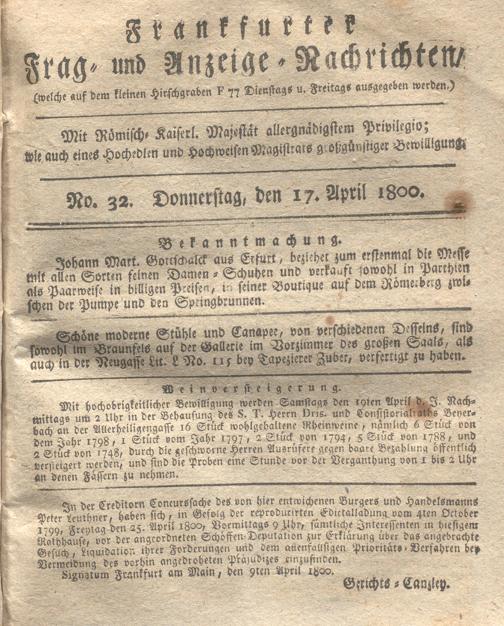 Frankfurter
Frag- und Anzeige-Nachrichten/
(welche auf dem kleinen Hirschgraben F 77 Dienstags u. Freitags ausgegeben werden.)
Mit Römisch-Kaiserl. Majestät allergnädigstem Privilegio;
wie auch eines Hochedlen und Hochweisen Magistrats großgünstiger Bewilligung.
No. 32. Donnerstag, den 17. April 1800.
Bekanntmachung.
Johann Mart. Gottschalck aus Erfurt, beziehet zum erstenmal die Messe
mit allen Sorten feinen Damen-Schuhen und verkauft sowohl in Parthien
als Paarweise in billigen Preisen, in seiner Boutique auf dem Römerberg zwi-
schen der Pumpe und den Springbrunnen.
Schöne moderne Stühle und Canapee, von verschiedenen Desseins, sind
sowohl im Braunfels auf der Gallerie im Vorzimmer des großen Saals, als
auch in der Neugasse Lit. L No. 115 bey Tapezierer Zuber, verfertigt zu haben.
Weinversteigerung.
Mit hochobrigkeitlicher Bewilligung werden Samstags den 19ten April d. J. Nach-
mittags um 2 Uhr in der Behausung des S. T. Herrn Dris. und Consistorialraths Beyer-
bach an der Allerheiligengasse 16 Stück wohlgehaltene Rheinweine, nämlich 6 Stück von
dem Jahr 1798, 1 Stück vom Jahr 1797, 2 Stück von 1794, 5 Stück von 1788, und
2 Stück von 1748, durch die geschworne Herren Ausrüfere gegen baare Bezahlung öffentlich
versteigert werden, und sind die Proben eine Stunde vor der Verganthung von 1 bis 2 Uhr
an denen Fässern zu nehmen.
In der Creditorn Concurssache des von hier entwichenen Burgers und Handelsmanns
Peter Leuthner, haben sich, in Gefolg der reproducirten Edictalladung vom 4ten October
1799, Freytag den 25. April 1800, Vormittags 9 Uhr, sämtliche Interessenten in hiesigem
Rathhause, vor der angeordneten Schöffen-Deputation zur Erklärung über das angebrachte
Gesuch, Liquidation ihrer Forderungen und dem allenfallsigen Prioritäts-Verfahren bey
Vermeidung des vorhin angedroheten Präjudizes einzufinden.
Signatum Frankfurt am Main, den 9ten April 1800.
Gerichts-Canzley.